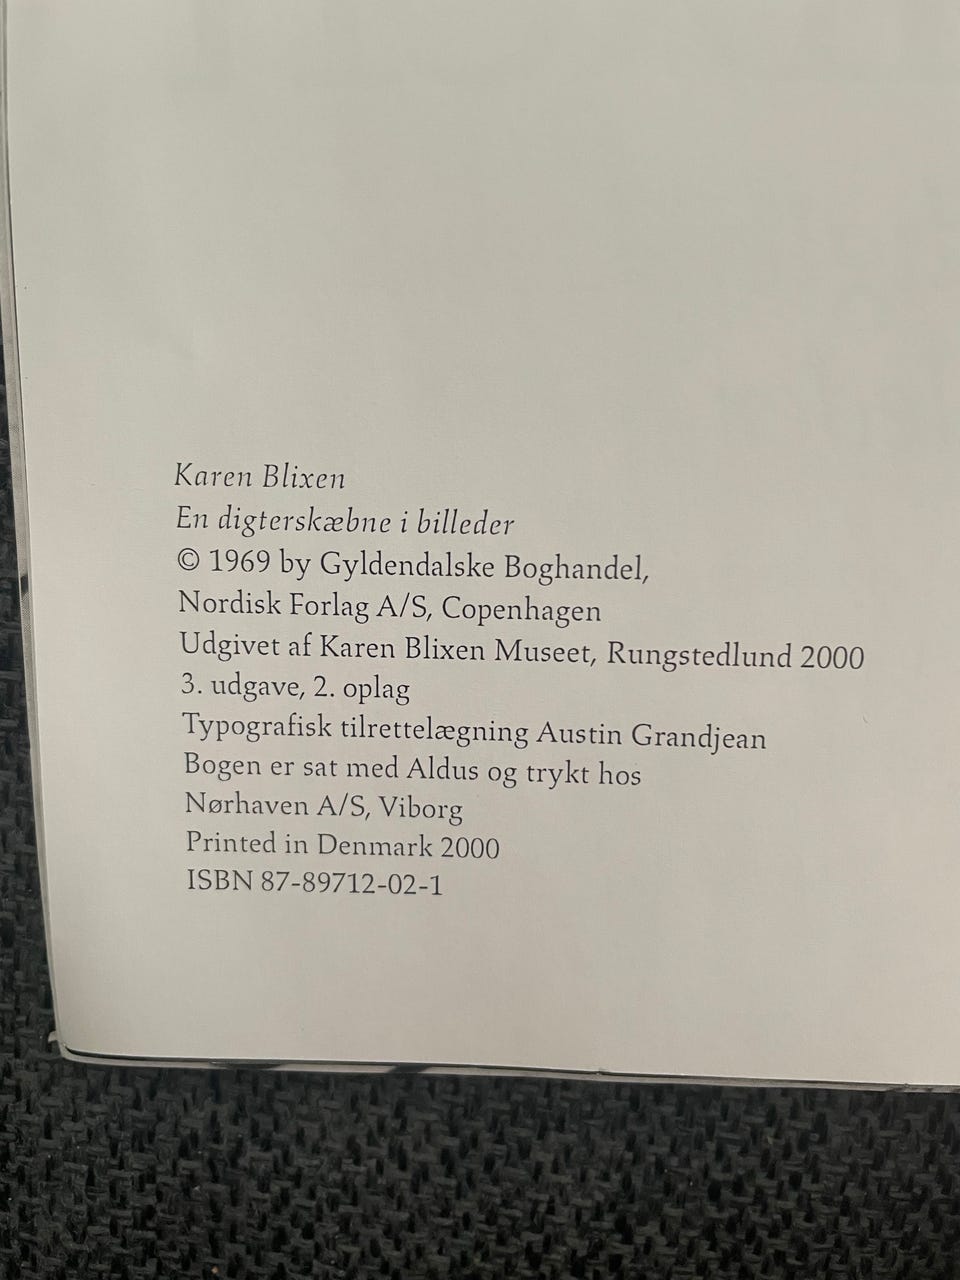 Karen Blixen
En digterskæbne i billeder
© 1969 by Gyldendalske Boghandel,
Nordisk Forlag A/S, Copenhagen
Udgivet af Karen Blixen Museet, Rungstedlund 2000
3. udgave, 2. oplag
Typografisk tilrettelægning Austin Grandjean
Bogen er sat med Aldus og trykt hos
Nørhaven A/S, Viborg
Printed in Denmark 2000
ISBN 87-89712-02-1